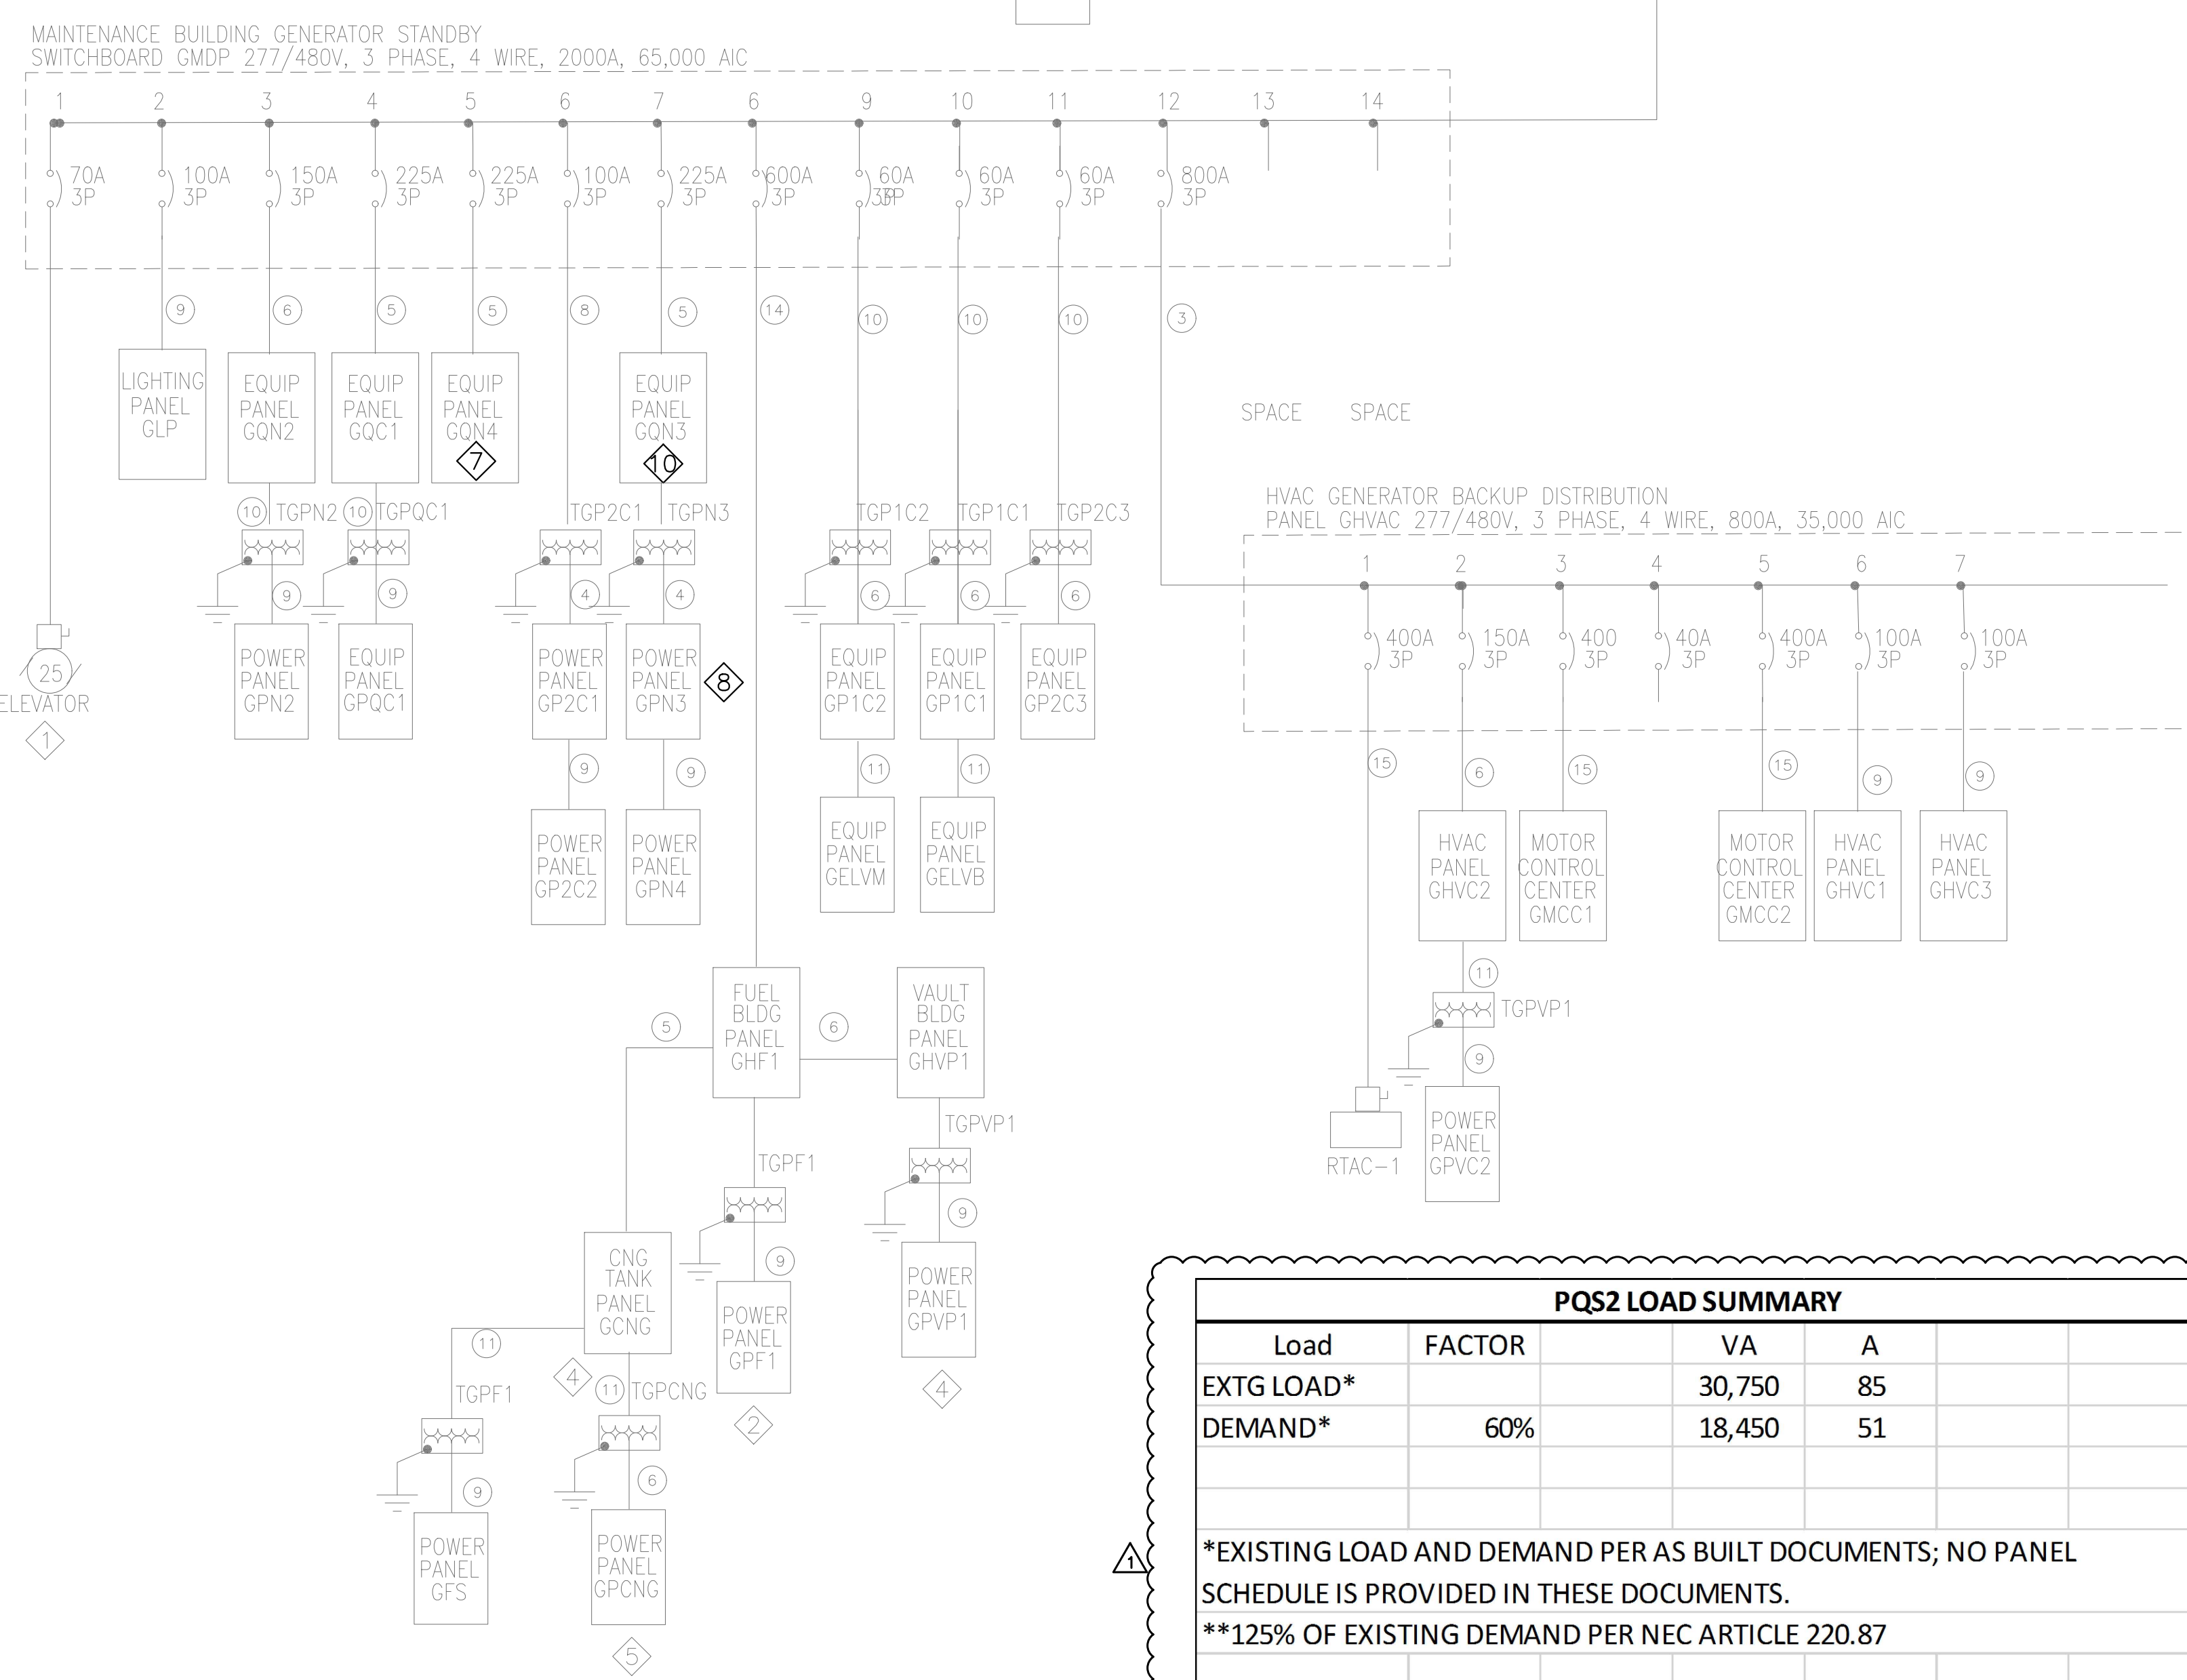 MAINTENANCE BUILDING GENERATOR STANDBY
SWITCHBOARD GMDP 277/480V, 3 PHASE, 4 WIRE, 2000A, 65,000 AIC
1 2 3 4 5 6 7 6 9 10 11 12 13 14
70A 100A 150A 225A 225A 100A 225A 600A 60A 60A 60A 800A
3P 3P 3P 3P 3P 3P 3P 3P 3P 3P 3P 3P
9 6 5 5 8 5 14 10 10 10 3
LIGHTING
PANEL
GLP
EQUIP
PANEL
GQN2
EQUIP
PANEL
GQC1
EQUIP
PANEL
GQN4
7
EQUIP
PANEL
GQN3
10
SPACE SPACE
10 TGPN2 10 TGPQC1 TGP2C1 TGPN3 TGP1C2 TGP1C1 TGP2C3
9 9 4 4 6 6 6
25
ELEVATOR
1
POWER
PANEL
GPN2
EQUIP
PANEL
GPQC1
POWER
PANEL
GP2C1
POWER
PANEL
GPN3
8
EQUIP
PANEL
GP1C2
EQUIP
PANEL
GP1C1
EQUIP
PANEL
GP2C3
9 9 11 11
POWER
PANEL
GP2C2
POWER
PANEL
GPN4
EQUIP
PANEL
GELVM
EQUIP
PANEL
GELVB
HVAC GENERATOR BACKUP DISTRIBUTION
PANEL GHVAC 277/480V, 3 PHASE, 4 WIRE, 800A, 35,000 AIC
1 2 3 4 5 6 7
400A 150A 400 40A 400A 100A 100A
3P 3P 3P 3P 3P 3P 3P
15 6 15 15 9 9
HVAC
PANEL
GHVC2
MOTOR
CONTROL
CENTER
GMCC1
MOTOR
CONTROL
CENTER
GMCC2
HVAC
PANEL
GHVC1
HVAC
PANEL
GHVC3
11
TGPVP1
9
RTAC-1
POWER
PANEL
GPVC2
FUEL
BLDG
PANEL
GHF1
VAULT
BLDG
PANEL
GHVP1
5 6
TGPVP1
TGPF1
9
9
CNG
TANK
PANEL
GCNG
4
POWER
PANEL
GPF1
2
POWER
PANEL
GPVP1
4
11
TGPF1
11 TGPCNG
9
6
POWER
PANEL
GFS
POWER
PANEL
GPCNG
5
PQS2 LOAD SUMMARY
Load FACTOR VA A
EXTG LOAD* 30,750 85
DEMAND* 60% 18,450 51
1
*EXISTING LOAD AND DEMAND PER AS BUILT DOCUMENTS; NO PANEL
SCHEDULE IS PROVIDED IN THESE DOCUMENTS.
**125% OF EXISTING DEMAND PER NEC ARTICLE 220.87